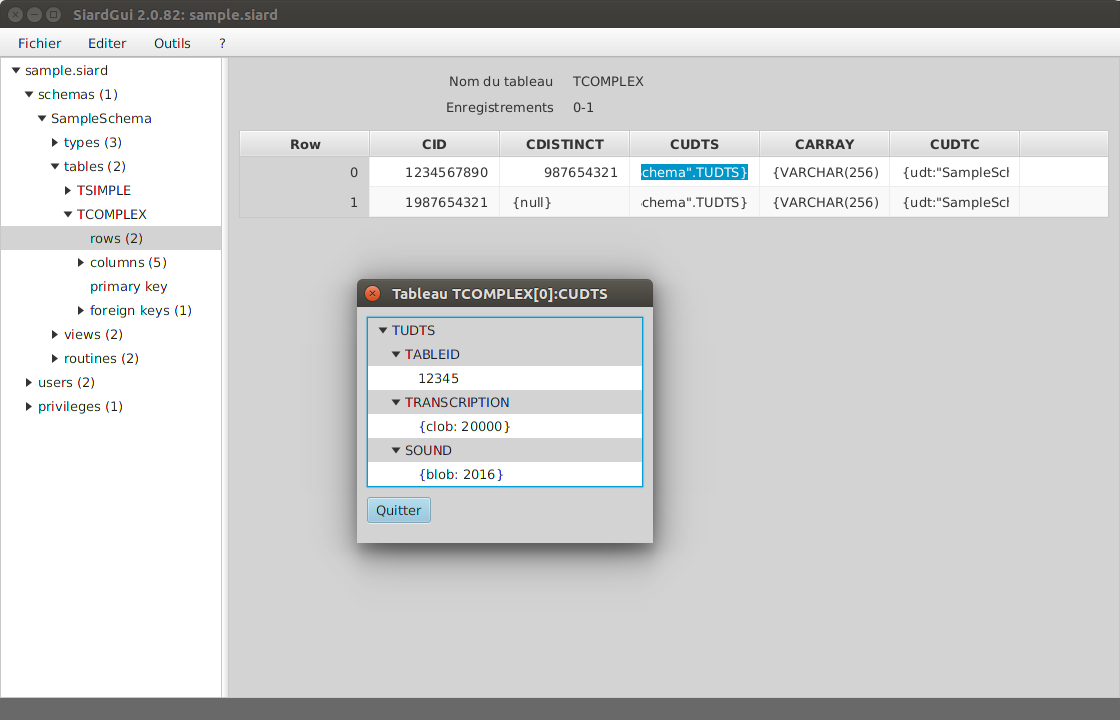 SiardGui 2.0.82: sample.siard
Fichier Editer Outils ?
sample.siard
schemas (1)
SampleSchema
types (3)
tables (2)
TSIMPLE
TCOMPLEX
rows (2)
columns (5)
primary key
foreign keys (1)
views (2)
routines (2)
users (2)
privileges (1)
Nom du tableau TCOMPLEX
Enregistrements 0-1
Row CID CDISTINCT CUDTS CARRAY CUDTC
0 1234567890 987654321 chema".TUDTS} {VARCHAR(256) {udt:"SampleSch
1 1987654321 {null} chema".TUDTS} {VARCHAR(256) {udt:"SampleSch
Tableau TCOMPLEX[0]:CUDTS
TUDTS
TABLEID
12345
TRANSCRIPTION
{clob: 20000}
SOUND
{blob: 2016}
Quitter